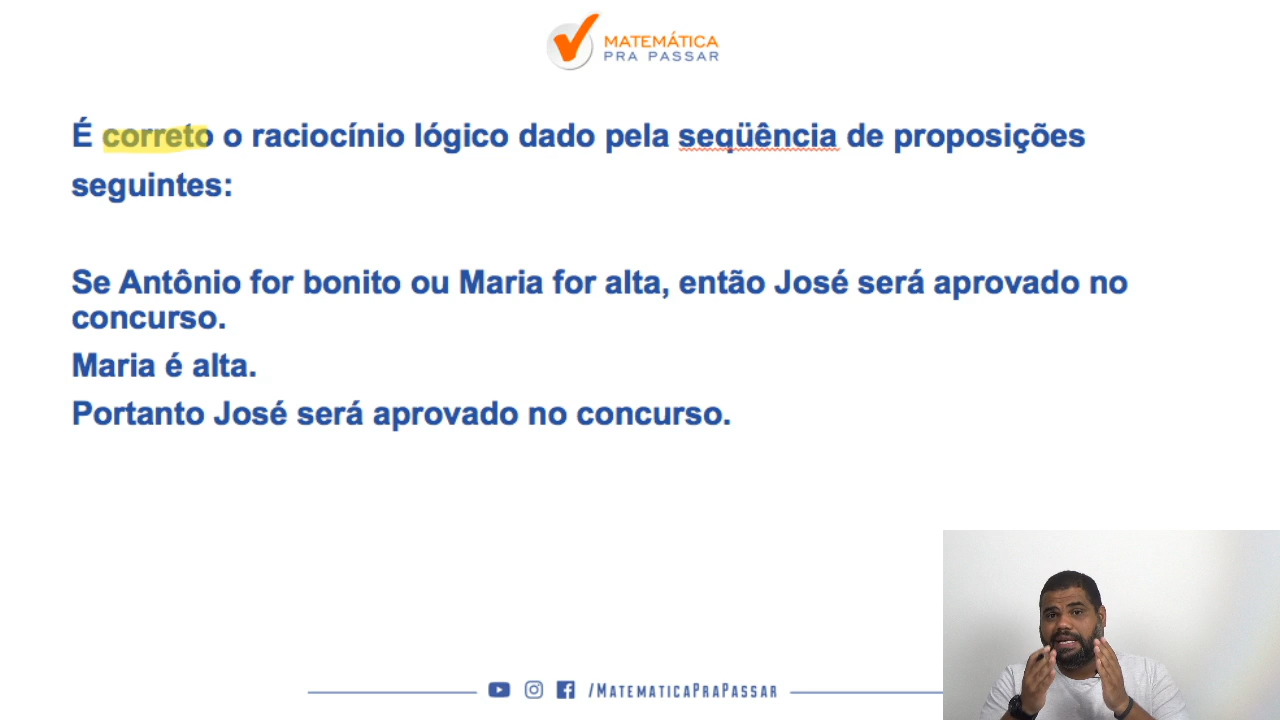 MATEMÁTICA
PRA PASSAR
É correto o raciocínio lógico dado pela seqüência de proposições
seguintes:
Se Antônio for bonito ou Maria for alta, então José será aprovado no
concurso.
Maria é alta.
Portanto José será aprovado no concurso.
/MATEMATICAPRAPASSAR